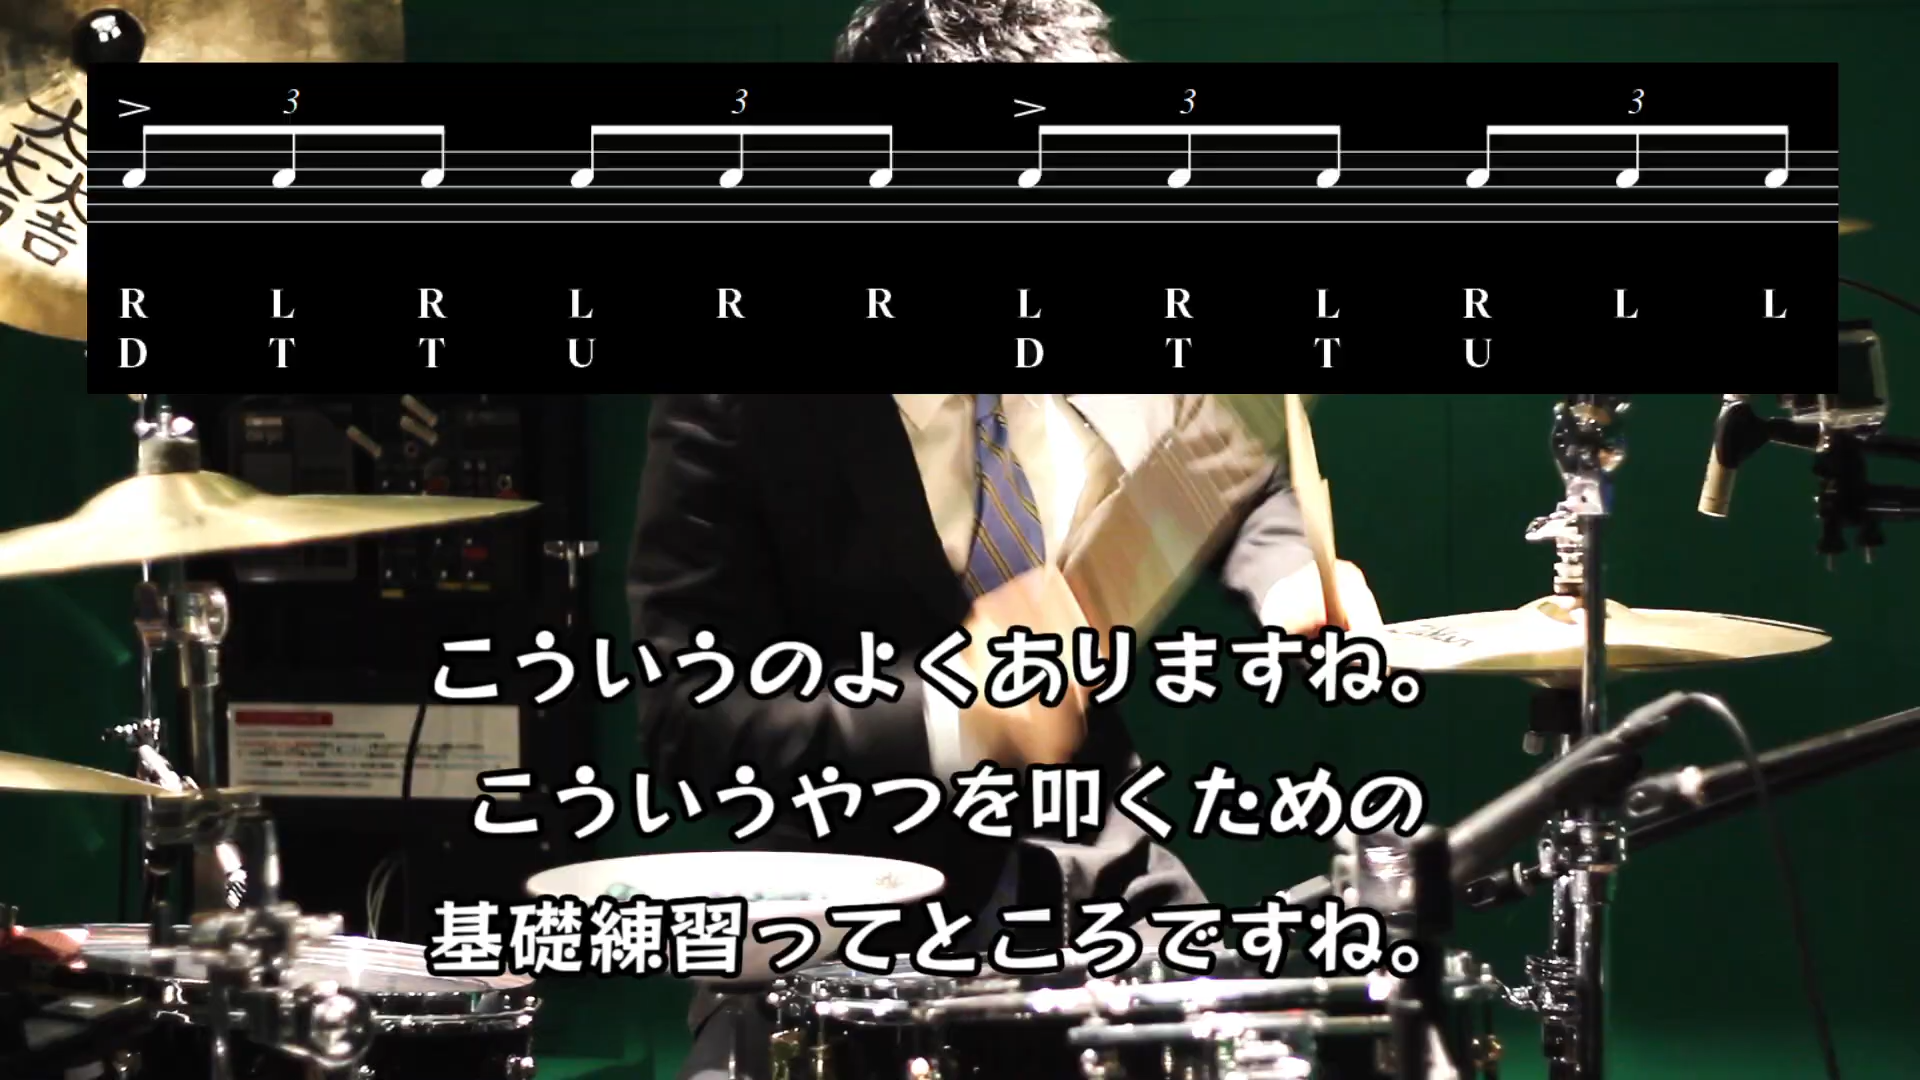 3 3 3 3
R L R L R R L R L R L L
D T T U D T T U
こういうのよくありますね。
こういうやつを叩くための
基礎練習ってところですね。